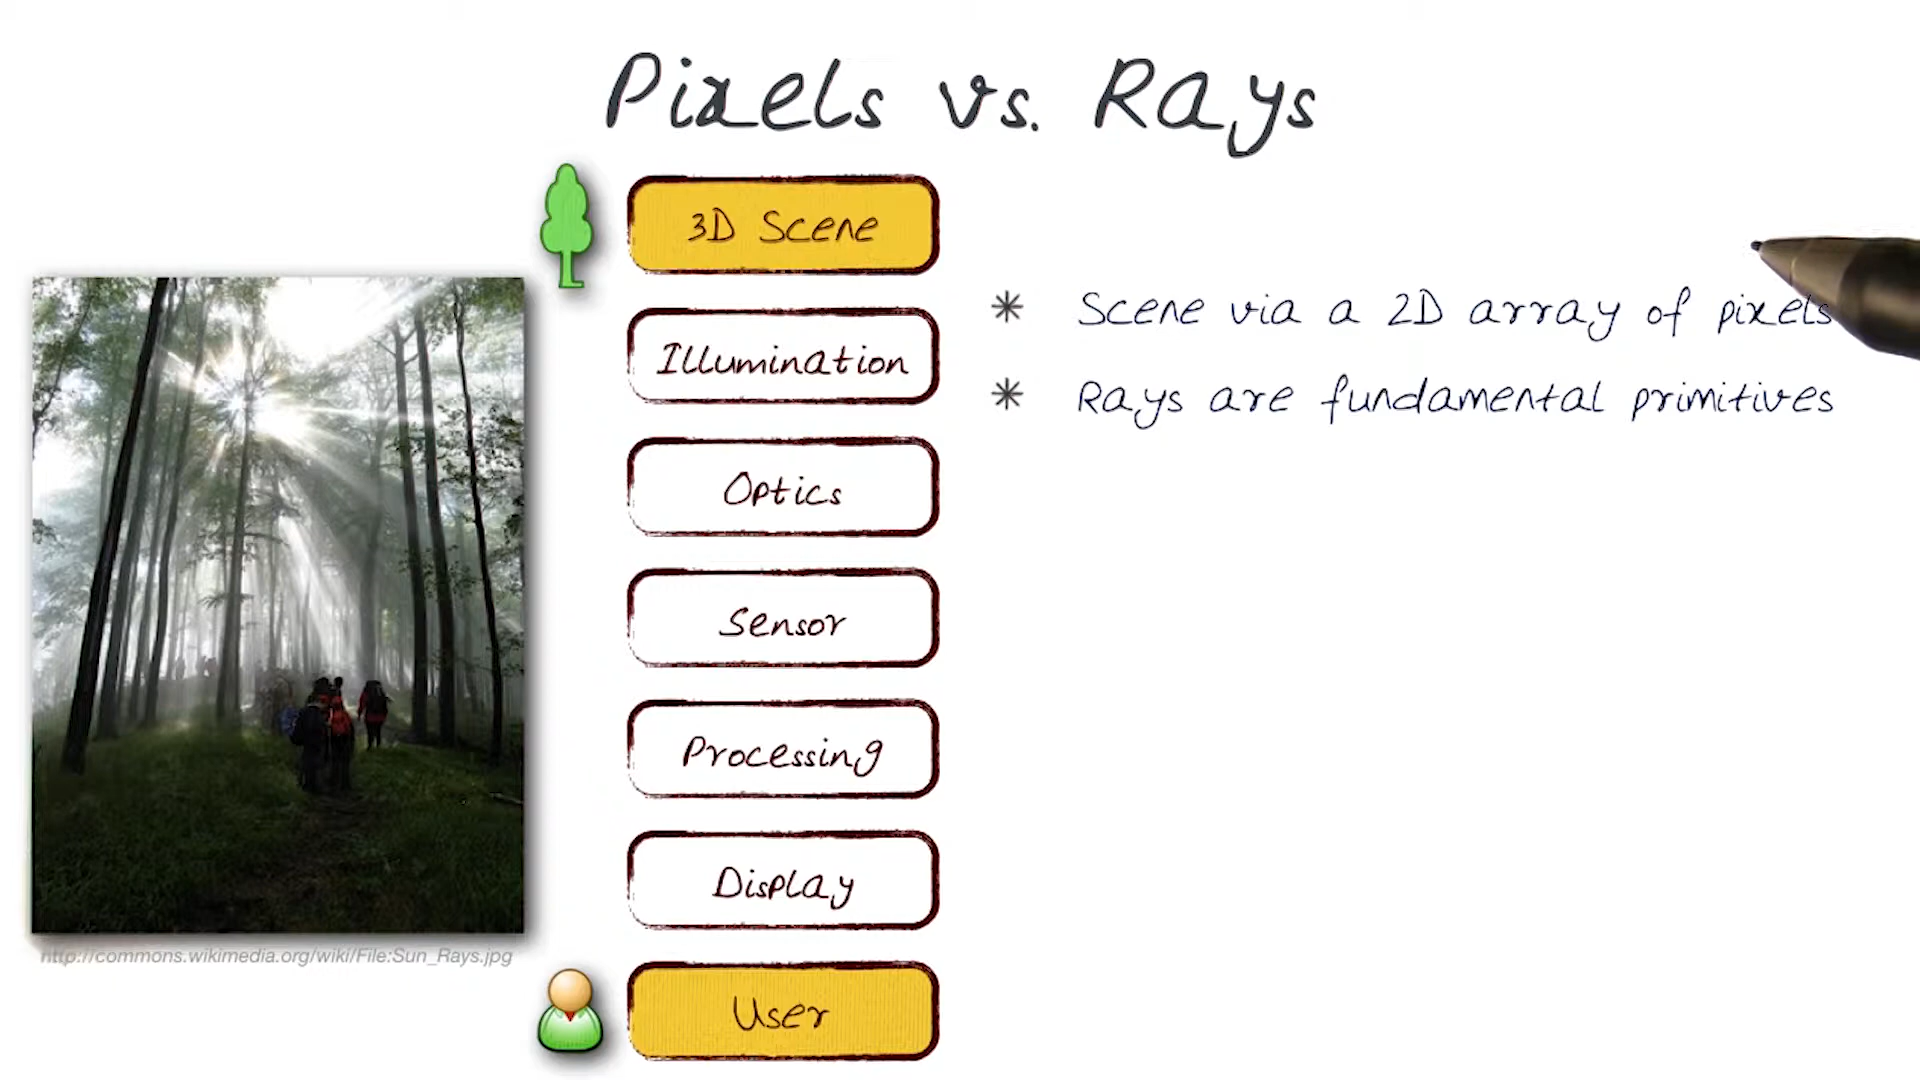 Pixels vs. Rays
3D Scene
Illumination
Optics
Sensor
Processing
Display
User
* Scene via a 2D array of pixels
* Rays are fundamental primitives
http://commons.wikimedia.org/wiki/File:Sun_Rays.jpg